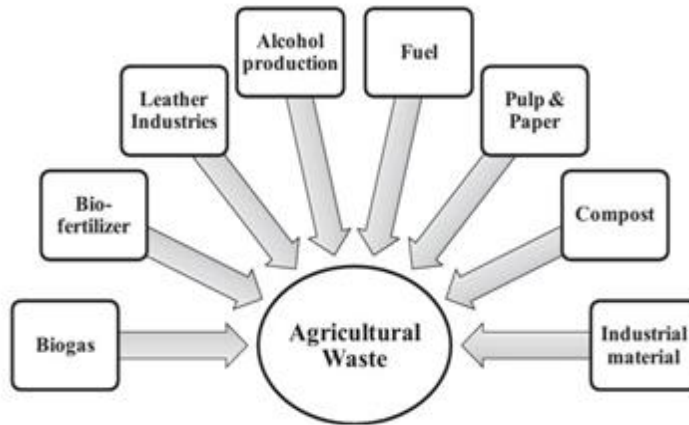 Alcohol
production
Fuel
Leather
Industries
Pulp &
Paper
Bio-
fertilizer
Compost
Biogas
Agricultural
Waste
Industrial
material